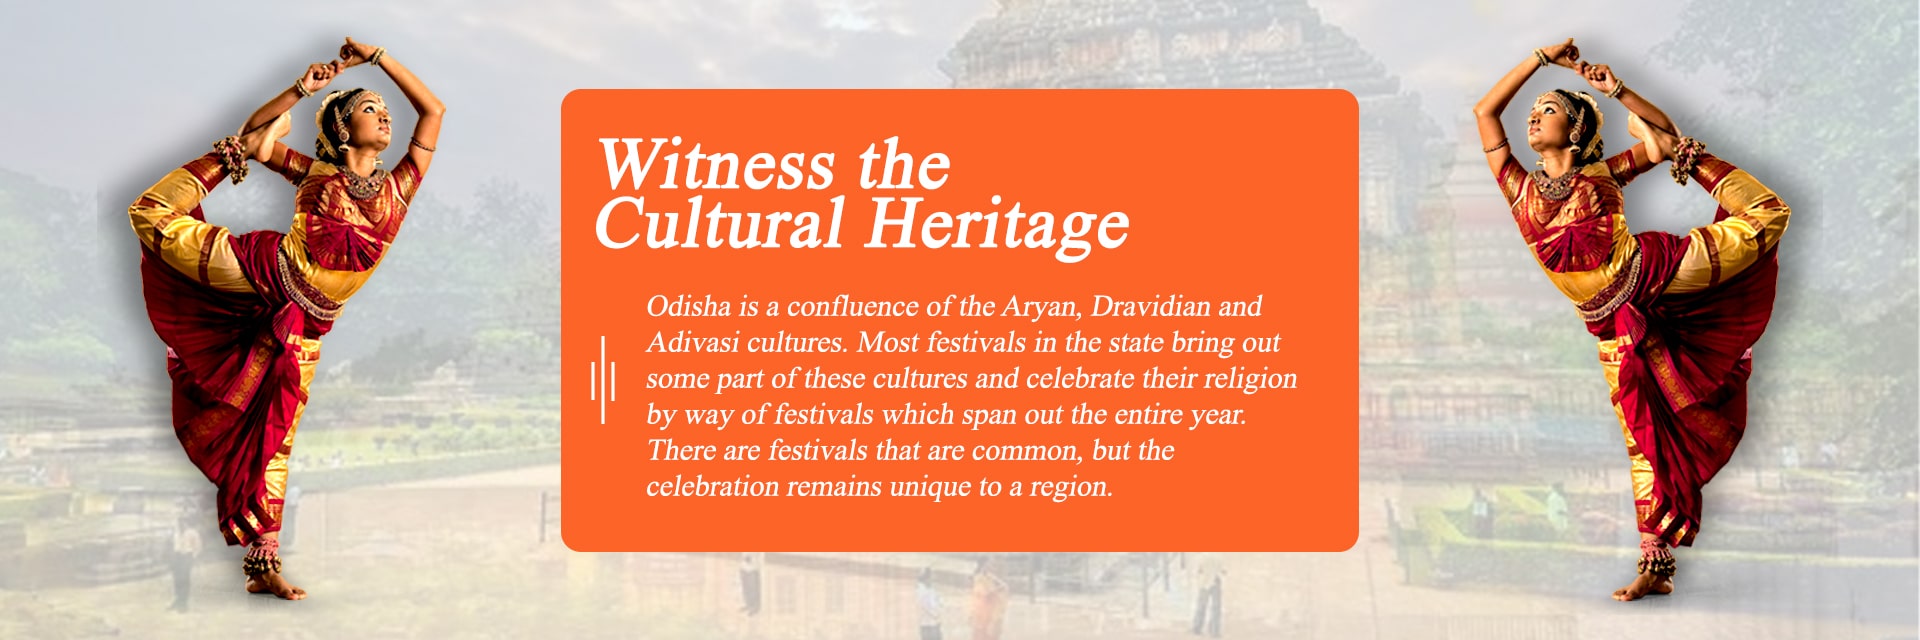 Witness the
Cultural Heritage
Odisha is a confluence of the Aryan, Dravidian and
Adivasi cultures. Most festivals in the state bring out
some part of these cultures and celebrate their religion
by way of festivals which span out the entire year.
There are festivals that are common, but the
celebration remains unique to a region.